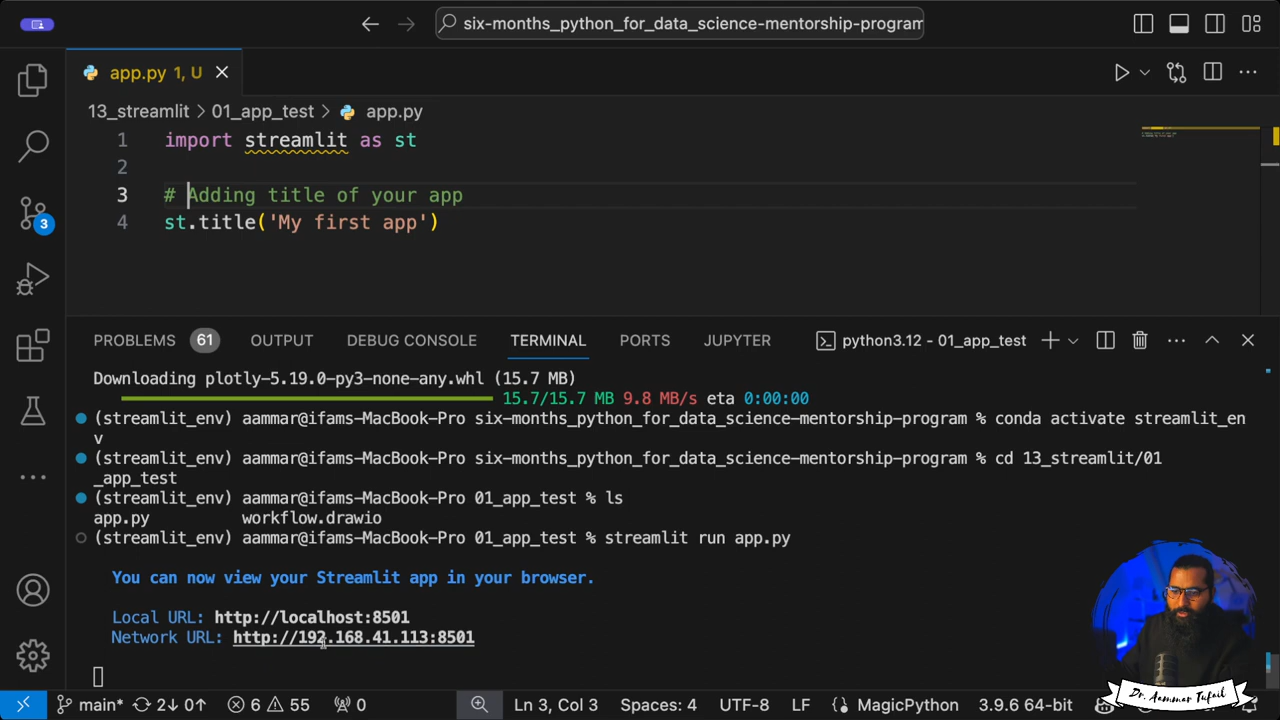 six-months_python_for_data_science-mentorship-program
app.py 1, U
13_streamlit > 01_app_test > app.py
1 import streamlit as st
2
3 # Adding title of your app
4 st.title('My first app')
PROBLEMS 61 OUTPUT DEBUG CONSOLE TERMINAL PORTS JUPYTER python3.12 - 01_app_test
Downloading plotly-5.19.0-py3-none-any.whl (15.7 MB)
15.7/15.7 MB 9.8 MB/s eta 0:00:00
(streamlit_env) aammar@ifams-MacBook-Pro six-months_python_for_data_science-mentorship-program % conda activate streamlit_en
v
(streamlit_env) aammar@ifams-MacBook-Pro six-months_python_for_data_science-mentorship-program % cd 13_streamlit/01
_app_test
(streamlit_env) aammar@ifams-MacBook-Pro 01_app_test % ls
app.py workflow.drawio
(streamlit_env) aammar@ifams-MacBook-Pro 01_app_test % streamlit run app.py
You can now view your Streamlit app in your browser.
Local URL: http://localhost:8501
Network URL: http://192.168.41.113:8501
3
Dr. Aammar Tufail
main* 2↓ 0↑ 6 55 0 Ln 3, Col 3 Spaces: 4 UTF-8 LF MagicPython 3.9.6 64-bit